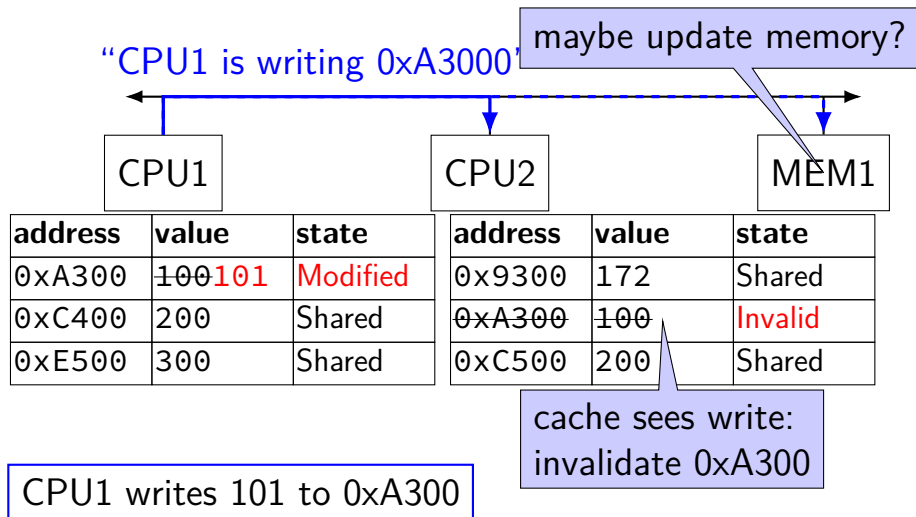 maybe update memory?
“CPU1 is writing 0xA3000”
CPU1
CPU2
MEM1
address value state
0xA300 100101 Modified
0xC400 200 Shared
0xE500 300 Shared
address value state
0x9300 172 Shared
0xA300 100 Invalid
0xC500 200 Shared
cache sees write:
invalidate 0xA300
CPU1 writes 101 to 0xA300